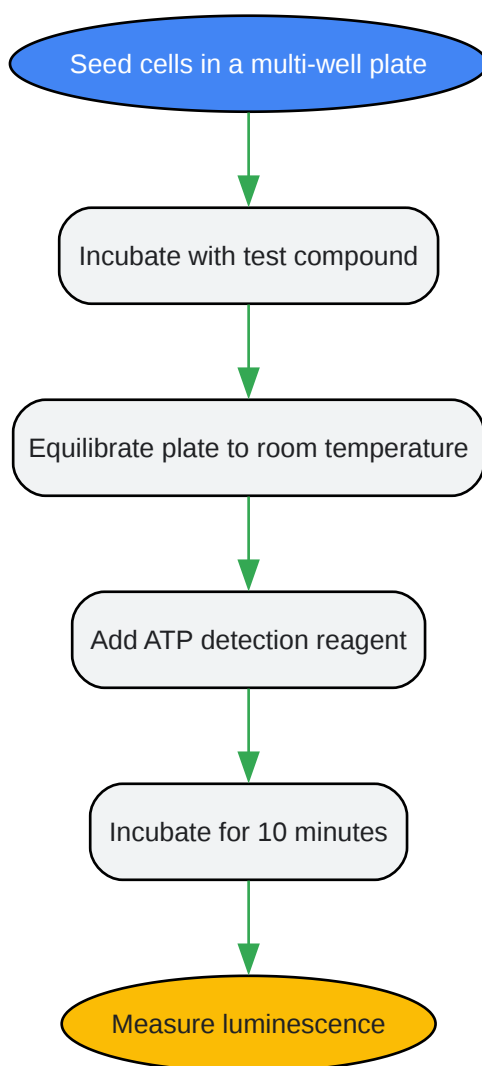 Seed cells in a multi-well plate
Incubate with test compound
Equilibrate plate to room temperature
Add ATP detection reagent
Incubate for 10 minutes
Measure luminescence